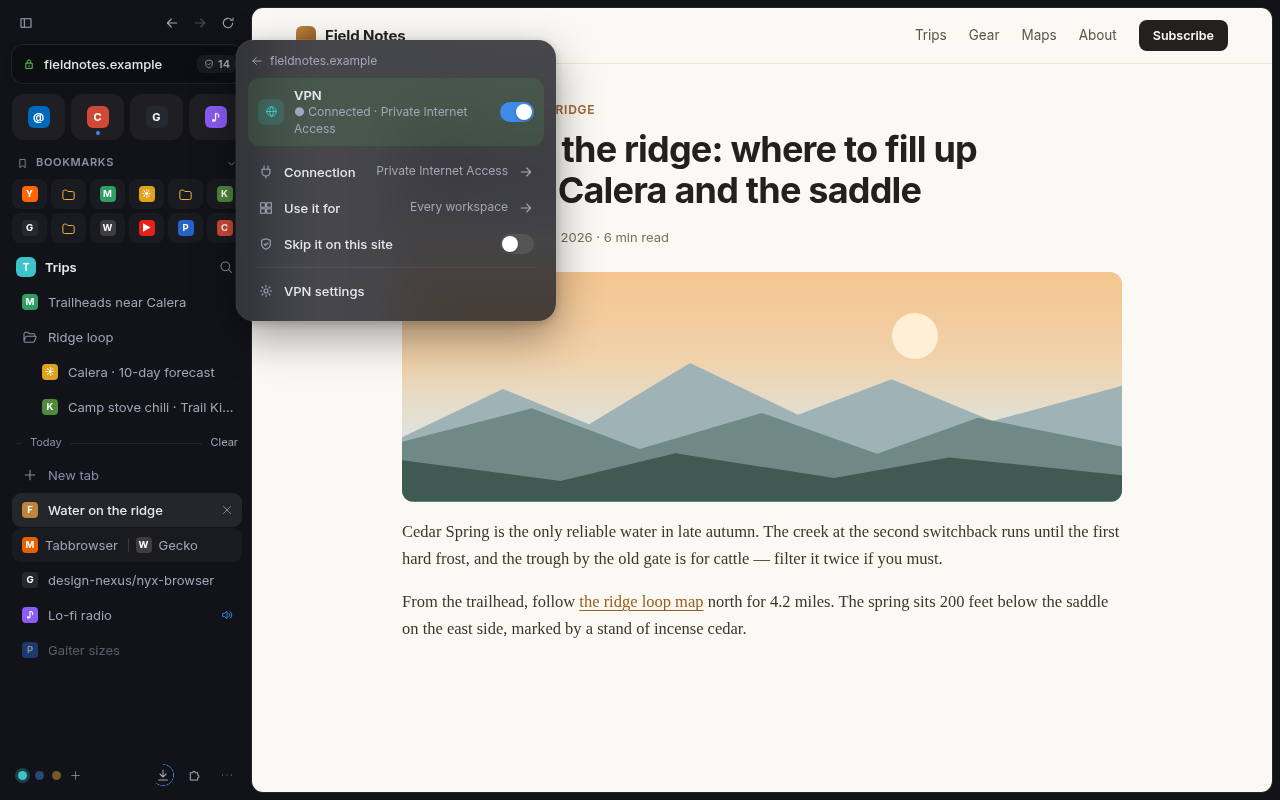 fieldnotes.example
14
@
C
G
BOOKMARKS
Y
M
K
G
W
P
C
T
Trips
M
Trailheads near Calera
Ridge loop
Calera · 10-day forecast
K
Camp stove chili · Trail Ki...
Today
Clear
New tab
F
Water on the ridge
M
Tabbrowser
W
Gecko
G
design-nexus/nyx-browser
Lo-fi radio
P
Gaiter sizes
fieldnotes.example
VPN
Connected · Private Internet
Access
Connection
Private Internet Access
Use it for
Every workspace
Skip it on this site
VPN settings
Field Notes
Trips
Gear
Maps
About
Subscribe
RIDGE
the ridge: where to fill up
Calera and the saddle
2026 · 6 min read
Cedar Spring is the only reliable water in late autumn. The creek at the second switchback runs until the first
hard frost, and the trough by the old gate is for cattle — filter it twice if you must.
From the trailhead, follow the ridge loop map north for 4.2 miles. The spring sits 200 feet below the saddle
on the east side, marked by a stand of incense cedar.